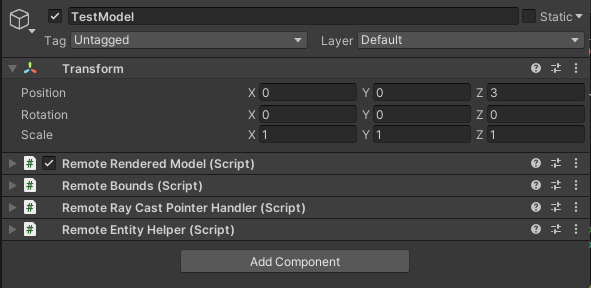 TestModel
Static
Tag Untagged Layer Default
Transform
Position X 0 Y 0 Z 3
Rotation X 0 Y 0 Z 0
Scale X 1 Y 1 Z 1
# Remote Rendered Model (Script)
# Remote Bounds (Script)
# Remote Ray Cast Pointer Handler (Script)
# Remote Entity Helper (Script)
Add Component